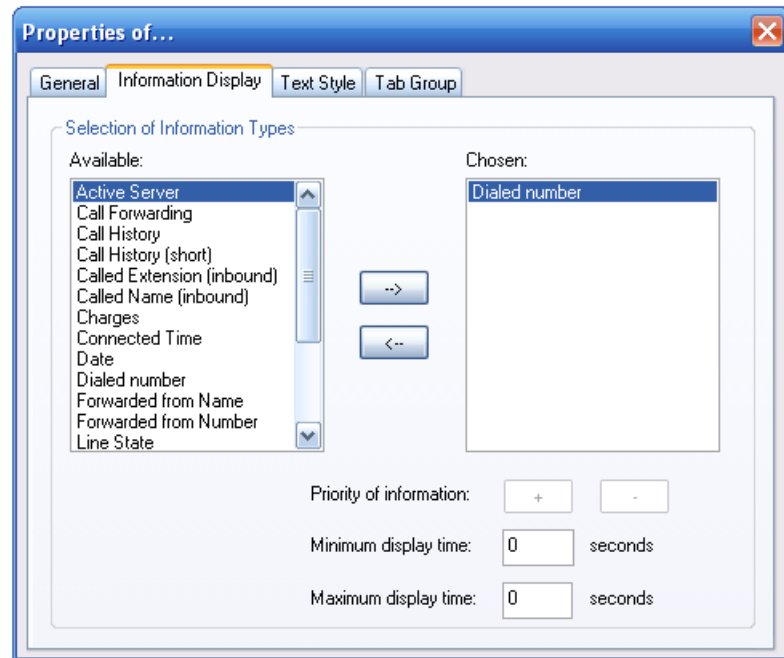 Properties of...
General Information Display Text Style Tab Group
Selection of Information Types
Available: Chosen:
Active Server
Call Forwarding
Call History
Call History (short)
Called Extension (inbound)
Called Name (inbound)
Charges
Connected Time
Date
Dialed number
Forwarded from Name
Forwarded from Number
Line State
-->
<--
Dialed number
Priority of information: + -
Minimum display time: 0 seconds
Maximum display time: 0 seconds